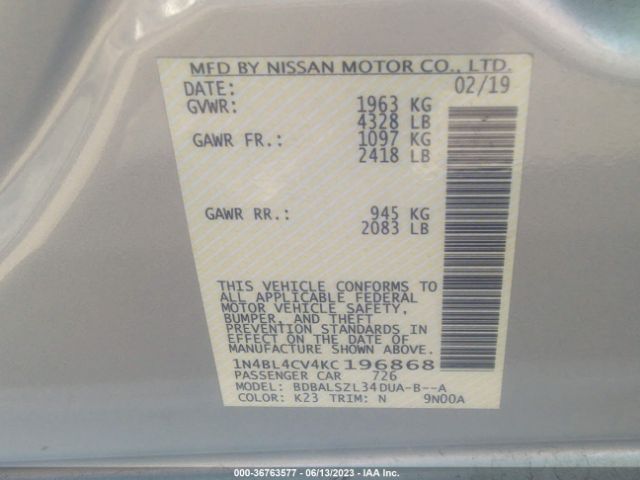 MFD BY NISSAN MOTOR CO., LTD.
DATE: 02/19
GVWR: 1963 KG
4328 LB
GAWR FR.: 1097 KG
2418 LB
GAWR RR.: 945 KG
2083 LB
THIS VEHICLE CONFORMS TO
ALL APPLICABLE FEDERAL
MOTOR VEHICLE SAFETY,
BUMPER, AND THEFT
PREVENTION STANDARDS IN
EFFECT ON THE DATE OF
MANUFACTURE SHOWN ABOVE.
1N4BL4CV4KC196868
PASSENGER CAR 726
MODEL: BDBALSZL34DUA-B--A
COLOR: K23 TRIM: N 9N00A
000-36763577 - 06/13/2023 - IAA Inc.